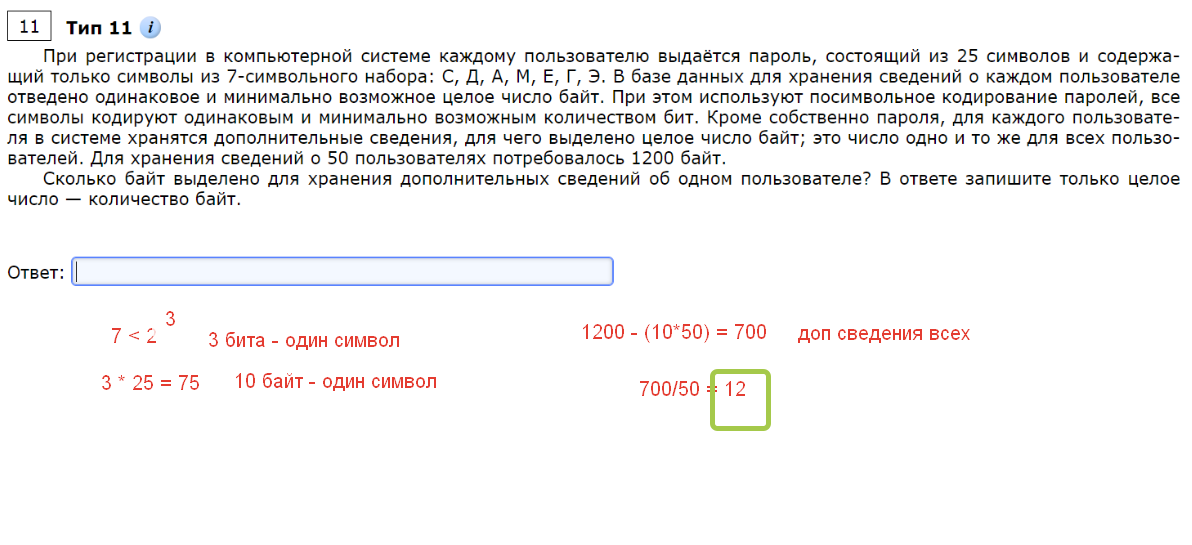 11 Тип 11 i
При регистрации в компьютерной системе каждому пользователю выдаётся пароль, состоящий из 25 символов и содержа-
щий только символы из 7-символьного набора: С, Д, А, М, Е, Г, Э. В базе данных для хранения сведений о каждом пользователе
отведено одинаковое и минимально возможное целое число байт. При этом используют посимвольное кодирование паролей, все
символы кодируют одинаковым и минимально возможным количеством бит. Кроме собственно пароля, для каждого пользовате-
ля в системе хранятся дополнительные сведения, для чего выделено целое число байт; это число одно и то же для всех пользо-
вателей. Для хранения сведений о 50 пользователях потребовалось 1200 байт.
Сколько байт выделено для хранения дополнительных сведений об одном пользователе? В ответе запишите только целое
число — количество байт.
Ответ:
7 < 2 3 3 бита - один символ
3 * 25 = 75 10 байт - один символ
1200 - (10*50) = 700 доп сведения всех
700/50 = 12